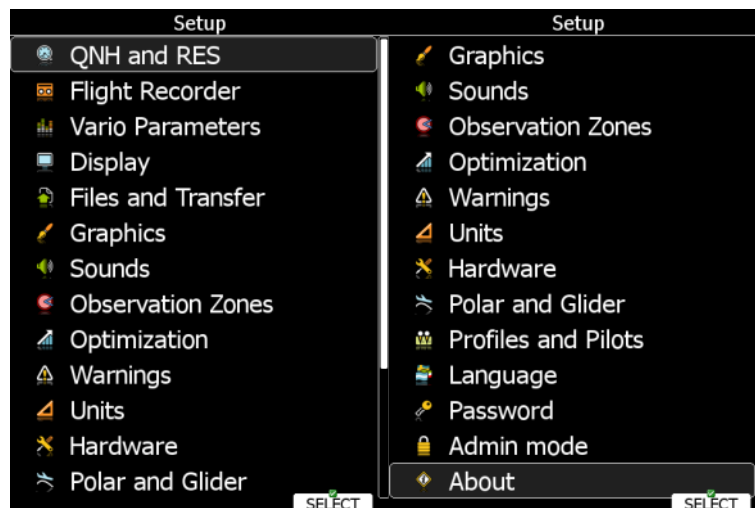 Setup
QNH and RES
Flight Recorder
Vario Parameters
Display
Files and Transfer
Graphics
Sounds
Observation Zones
Optimization
Warnings
Units
Hardware
Polar and Glider
SELECT
Setup
Graphics
Sounds
Observation Zones
Optimization
Warnings
Units
Hardware
Polar and Glider
Profiles and Pilots
Language
Password
Admin mode
About
SELECT